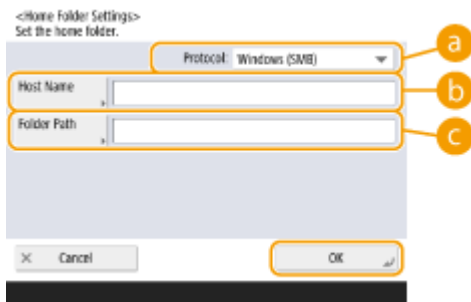 <Home Folder Settings>
Set the home folder.
Protocol: Windows (SMB)
a
Host Name
b
Folder Path
c
× Cancel
OK